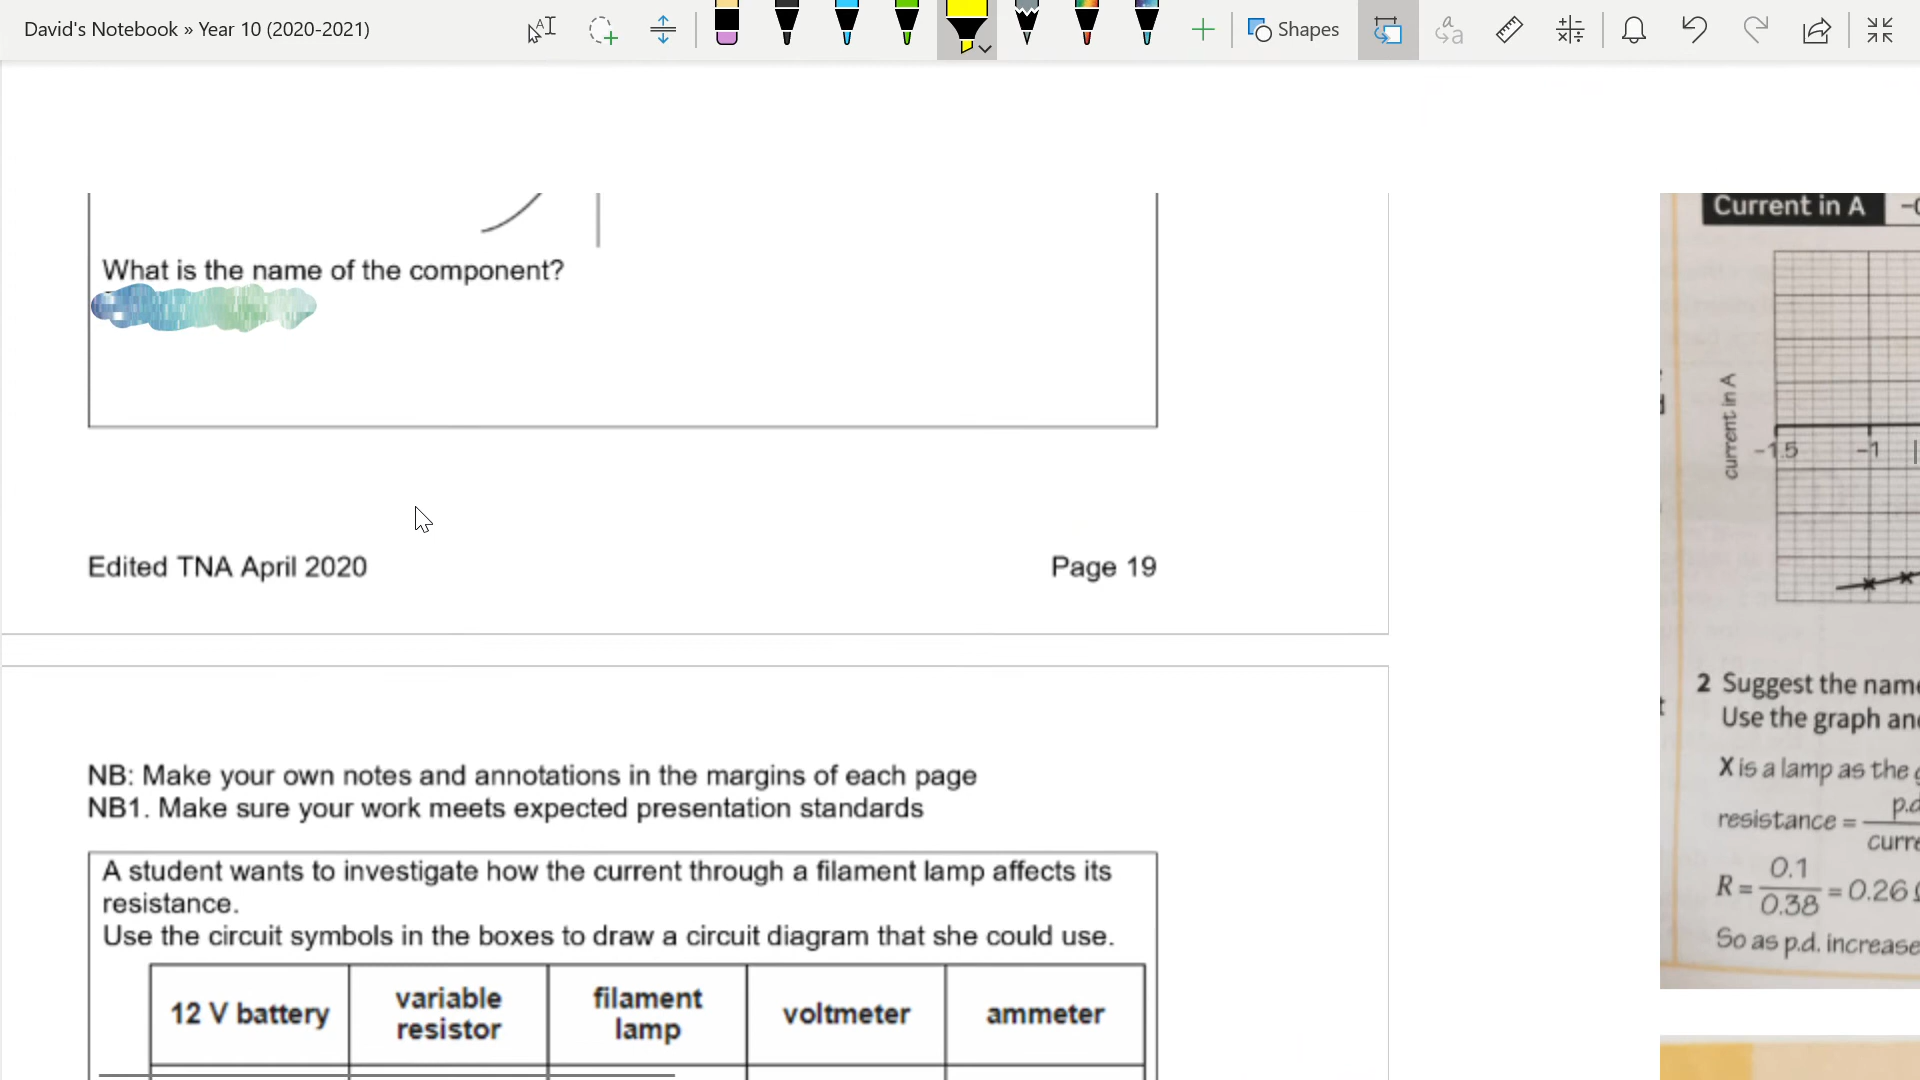 David's Notebook » Year 10 (2020-2021)
Shapes
What is the name of the component?
Edited TNA April 2020
Page 19
NB: Make your own notes and annotations in the margins of each page
NB1. Make sure your work meets expected presentation standards
A student wants to investigate how the current through a filament lamp affects its
resistance.
Use the circuit symbols in the boxes to draw a circuit diagram that she could use.
12 V battery
variable
resistor
filament
lamp
voltmeter
ammeter
Current in A
current in A
-1.5
-1
2 Suggest the
Use the graph
X is a lamp as the
resistance =
R = 0.1
0.38
= 0.26
So as p.d.